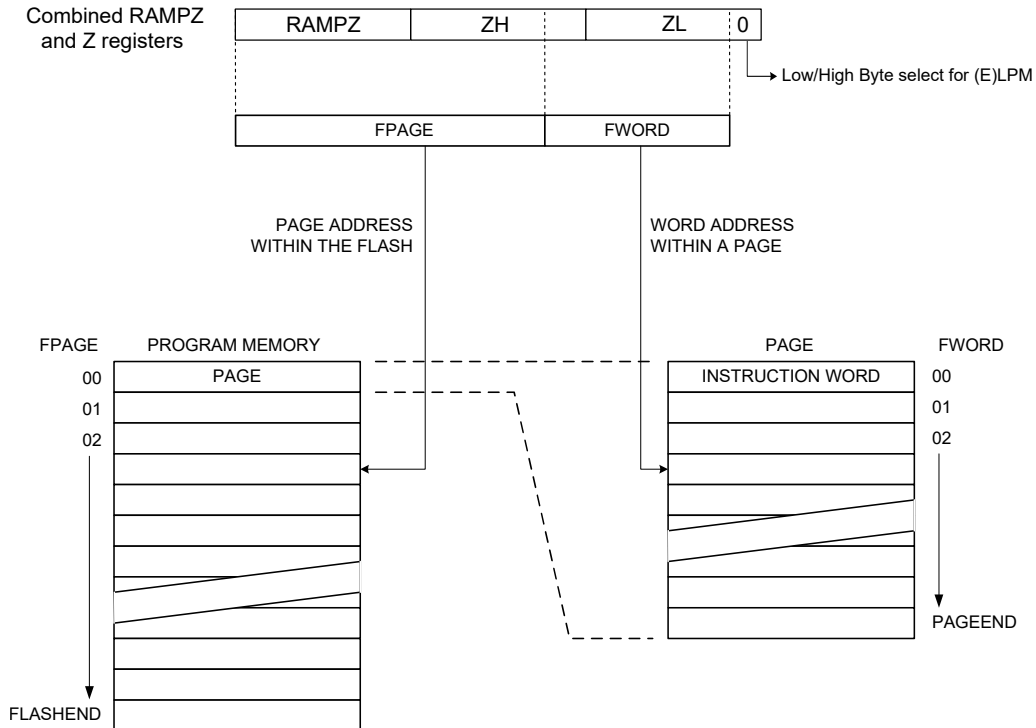 Combined RAMPZ
and Z registers
RAMPZ
ZH
ZL
0
Low/High Byte select for (E)LPM
FPAGE
FWORD
PAGE ADDRESS
WITHIN THE FLASH
WORD ADDRESS
WITHIN A PAGE
FPAGE
PROGRAM MEMORY
PAGE
FWORD
00
PAGE
INSTRUCTION WORD
00
01
01
02
02
PAGEEND
FLASHEND